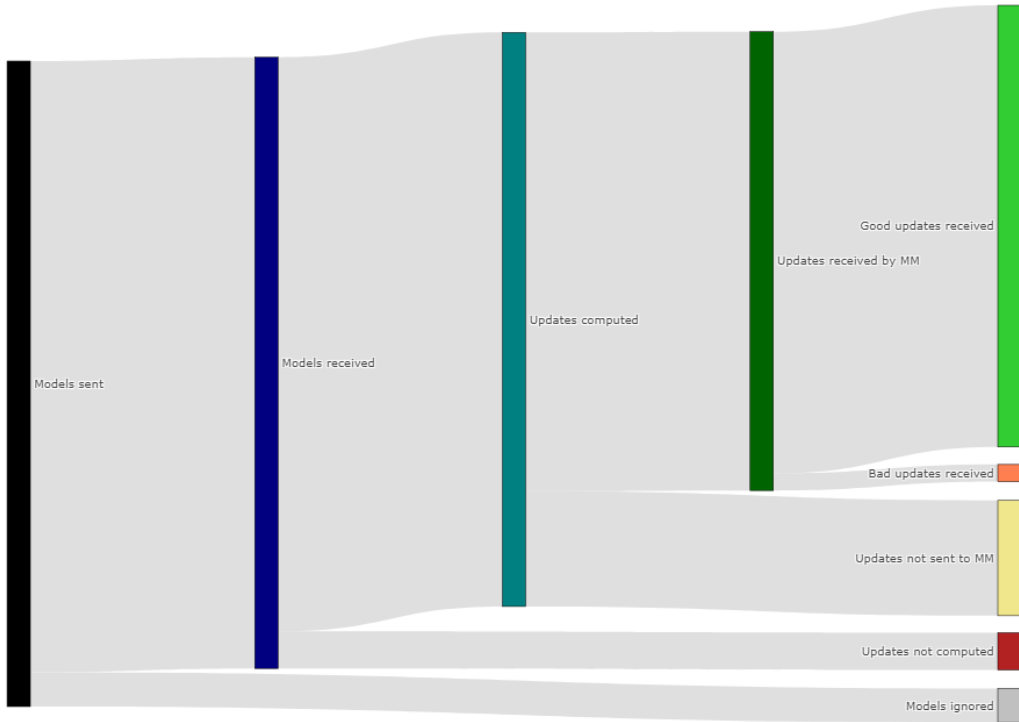 Models sent
Models received
Updates computed
Updates received by MM
Good updates received
Bad updates received
Updates not sent to MM
Updates not computed
Models ignored